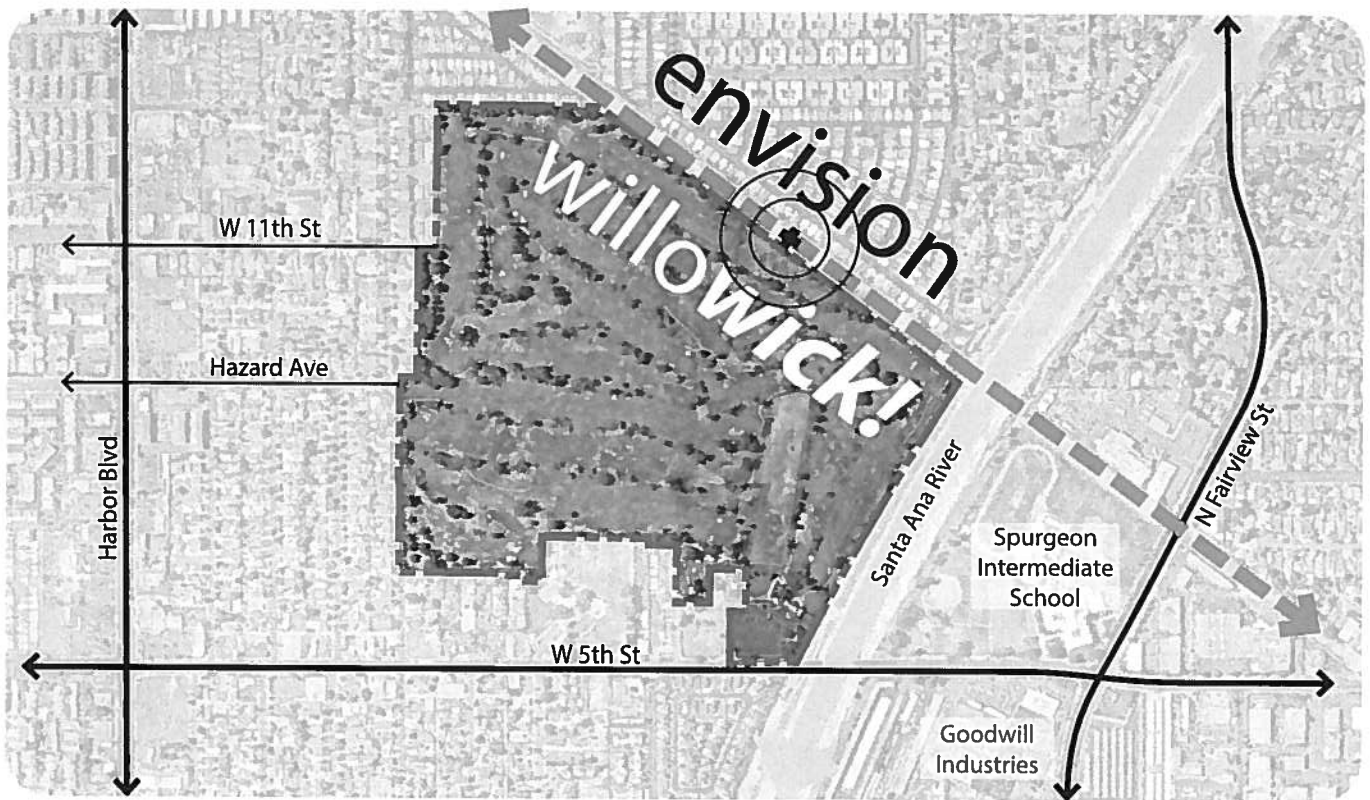 envision
willowick!
W 11th St
Hazard Ave
Harbor Blvd
Santa Ana River
N Fairview St
Spurgeon
Intermediate
School
W 5th St
Goodwill
Industries